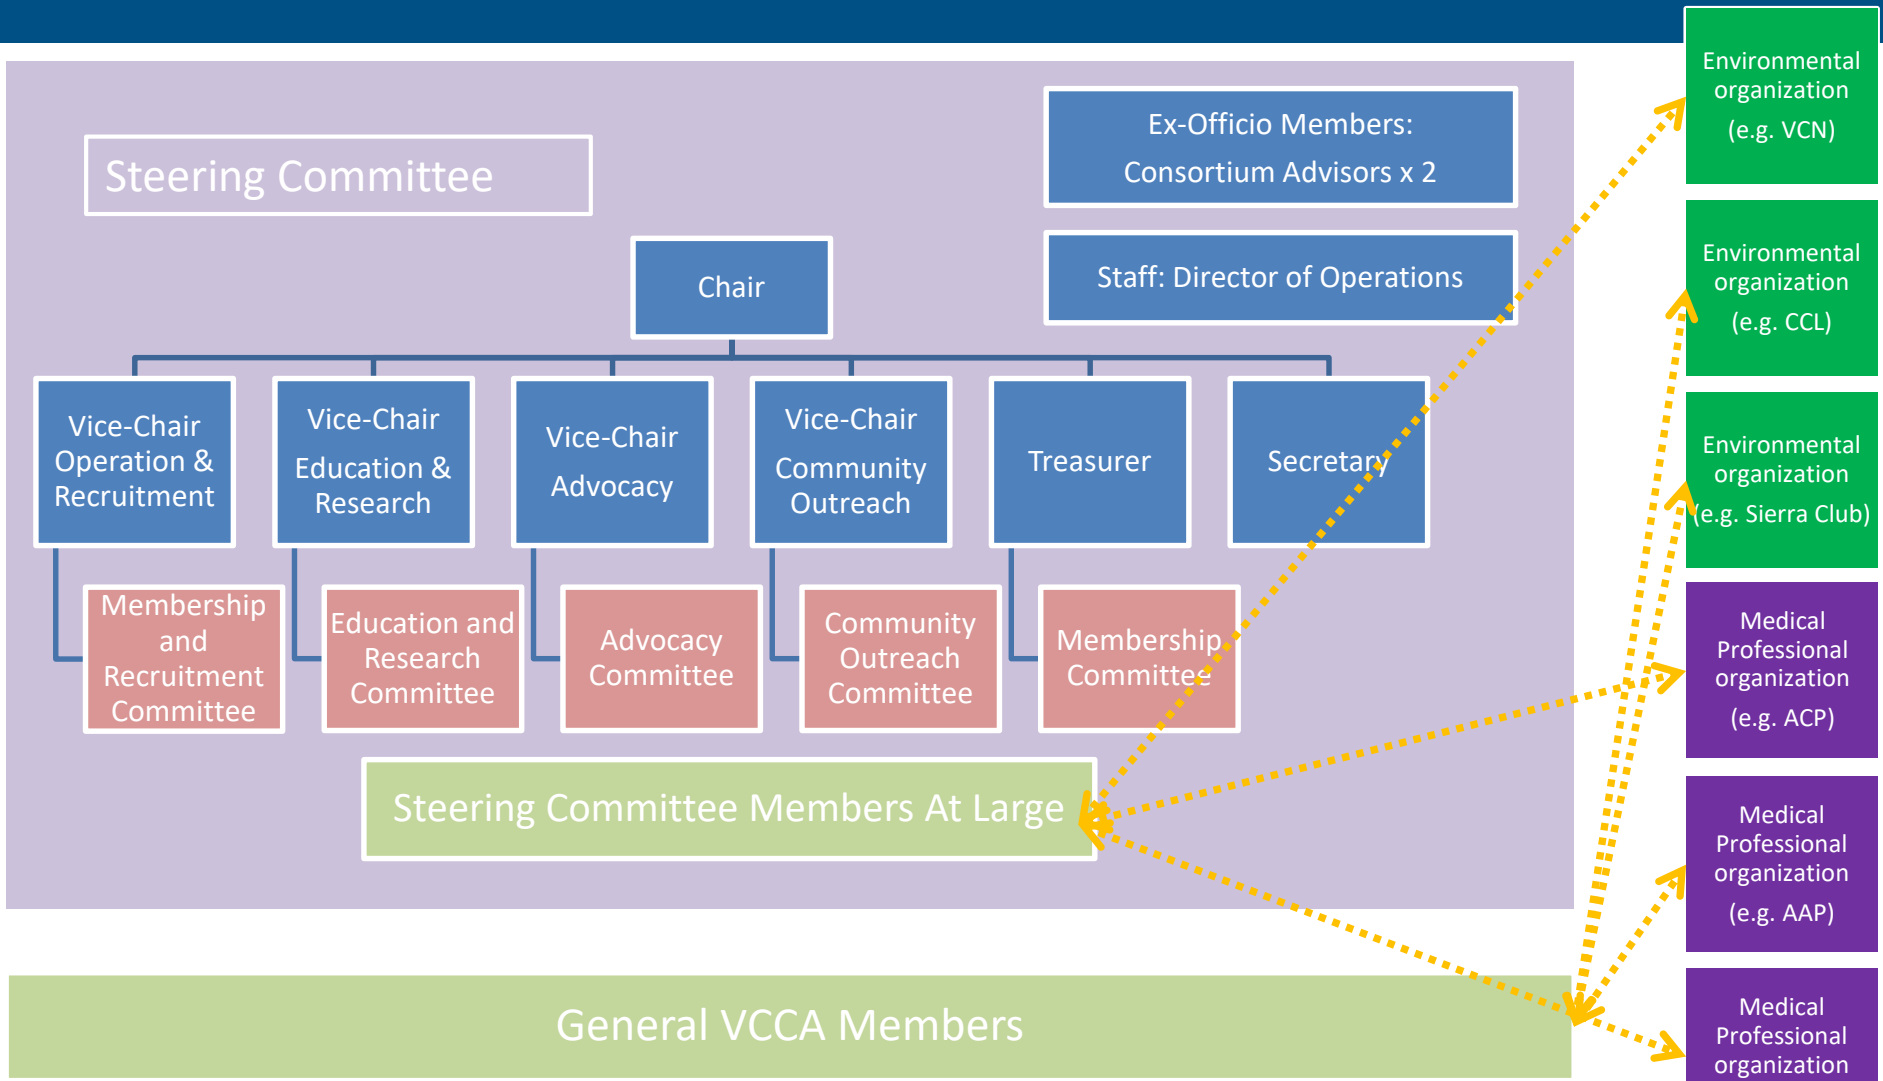 Steering Committee
Ex-Officio Members:
Consortium Advisors x 2
Staff: Director of Operations
Chair
Vice-Chair
Operation &
Recruitment
Vice-Chair
Education &
Research
Vice-Chair
Advocacy
Vice-Chair
Community
Outreach
Treasurer
Secretary
Membership
and
Recruitment
Committee
Education and
Research
Committee
Advocacy
Committee
Community
Outreach
Committee
Membership
Committee
Steering Committee Members At Large
General VCCA Members
Environmental
organization
(e.g. VCN)
Environmental
organization
(e.g. CCL)
Environmental
organization
(e.g. Sierra Club)
Medical
Professional
organization
(e.g. ACP)
Medical
Professional
organization
(e.g. AAP)
Medical
Professional
organization